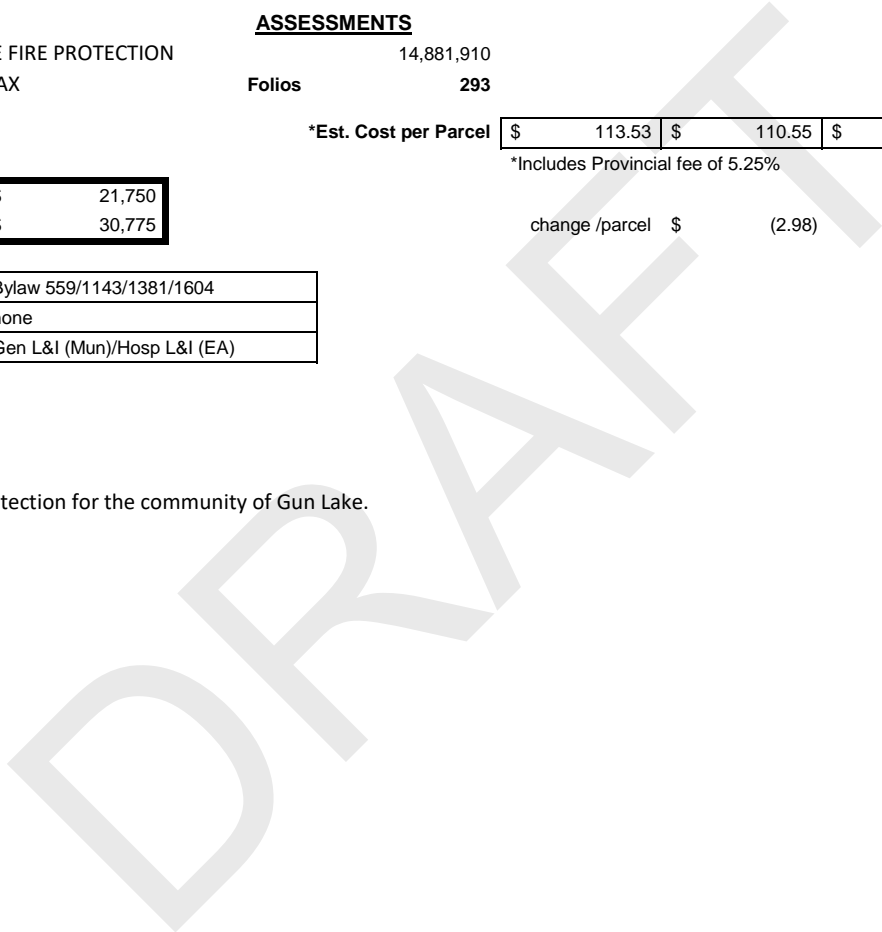 ASSESSMENTS
FIRE PROTECTION 14,881,910
Folios 293
*Est. Cost per Parcel $ 113.53 $ 110.55 $
*Includes Provincial fee of 5.25%
21,750
30,775 change /parcel $ (2.98)
Bylaw 559/1143/1381/1604
none
Gen L&I (Mun)/Hosp L&I (EA)
for the community of Gun Lake.
DRAFT